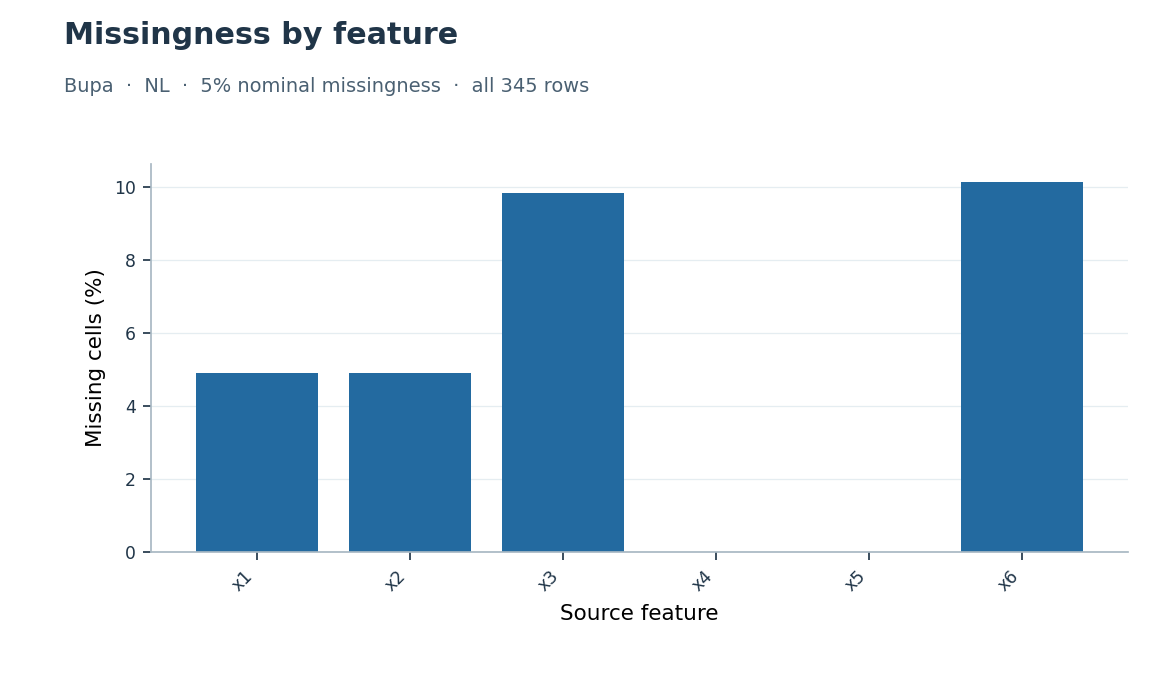 Missingness by feature
Bupa · NL · 5% nominal missingness · all 345 rows
10
8
6
4
2
0
Missing cells (%)
x1 x2 x3 x4 x5 x6
Source feature